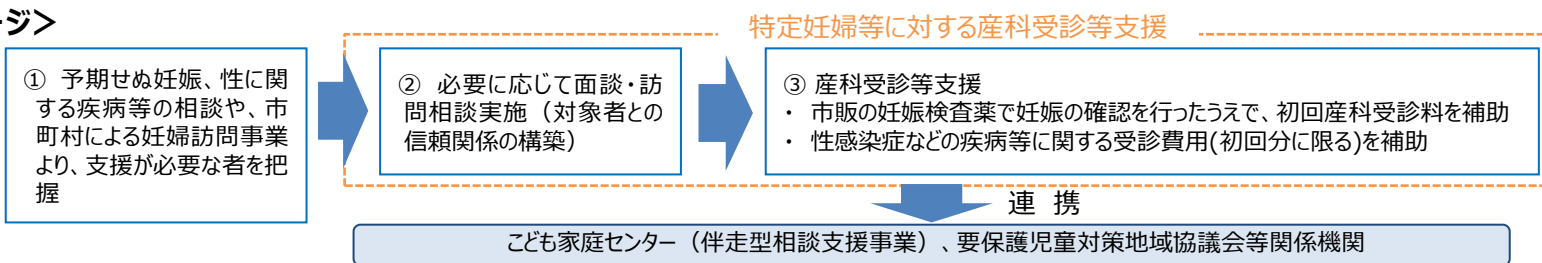 ージ＞
特定妊婦等に対する産科受診等支援
① 予期せぬ妊娠、性に関
する疾病等の相談や、市
町村による妊婦訪問事業
より、支援が必要な者を把
握
② 必要に応じて面談・訪
問相談実施（対象者との
信頼関係の構築）
③ 産科受診等支援
・ 市販の妊娠検査薬で妊娠の確認を行ったうえで、初回産科受診料を補助
・ 性感染症などの疾病等に関する受診費用(初回分に限る)を補助
連 携
こども家庭センター（伴走型相談支援事業）、要保護児童対策地域協議会等関係機関